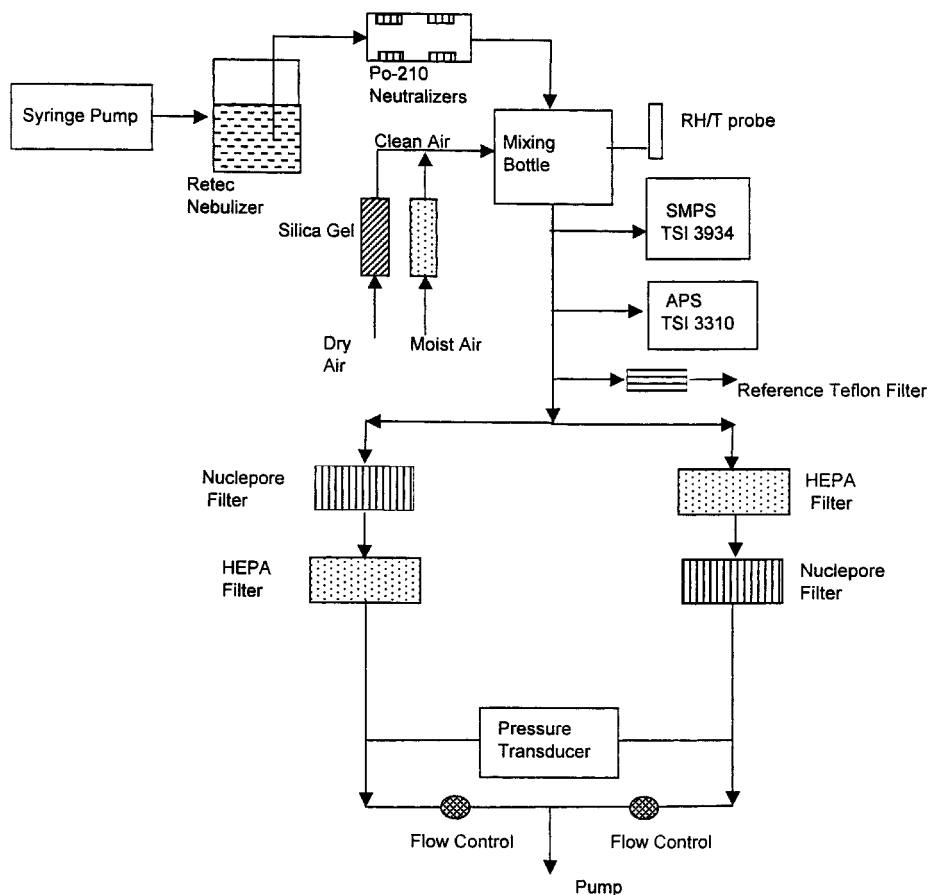 Po-210
Neutralizers
Syringe Pump
Retec
Nebulizer
Clean Air
Mixing
Bottle
RH/T probe
Silica Gel
SMPS
TSI 3934
APS
TSI 3310
Dry
Air
Moist Air
Reference Teflon Filter
Nuclepore
Filter
HEPA
Filter
HEPA
Filter
Nuclepore
Filter
Pressure
Transducer
Flow Control
Flow Control
Pump